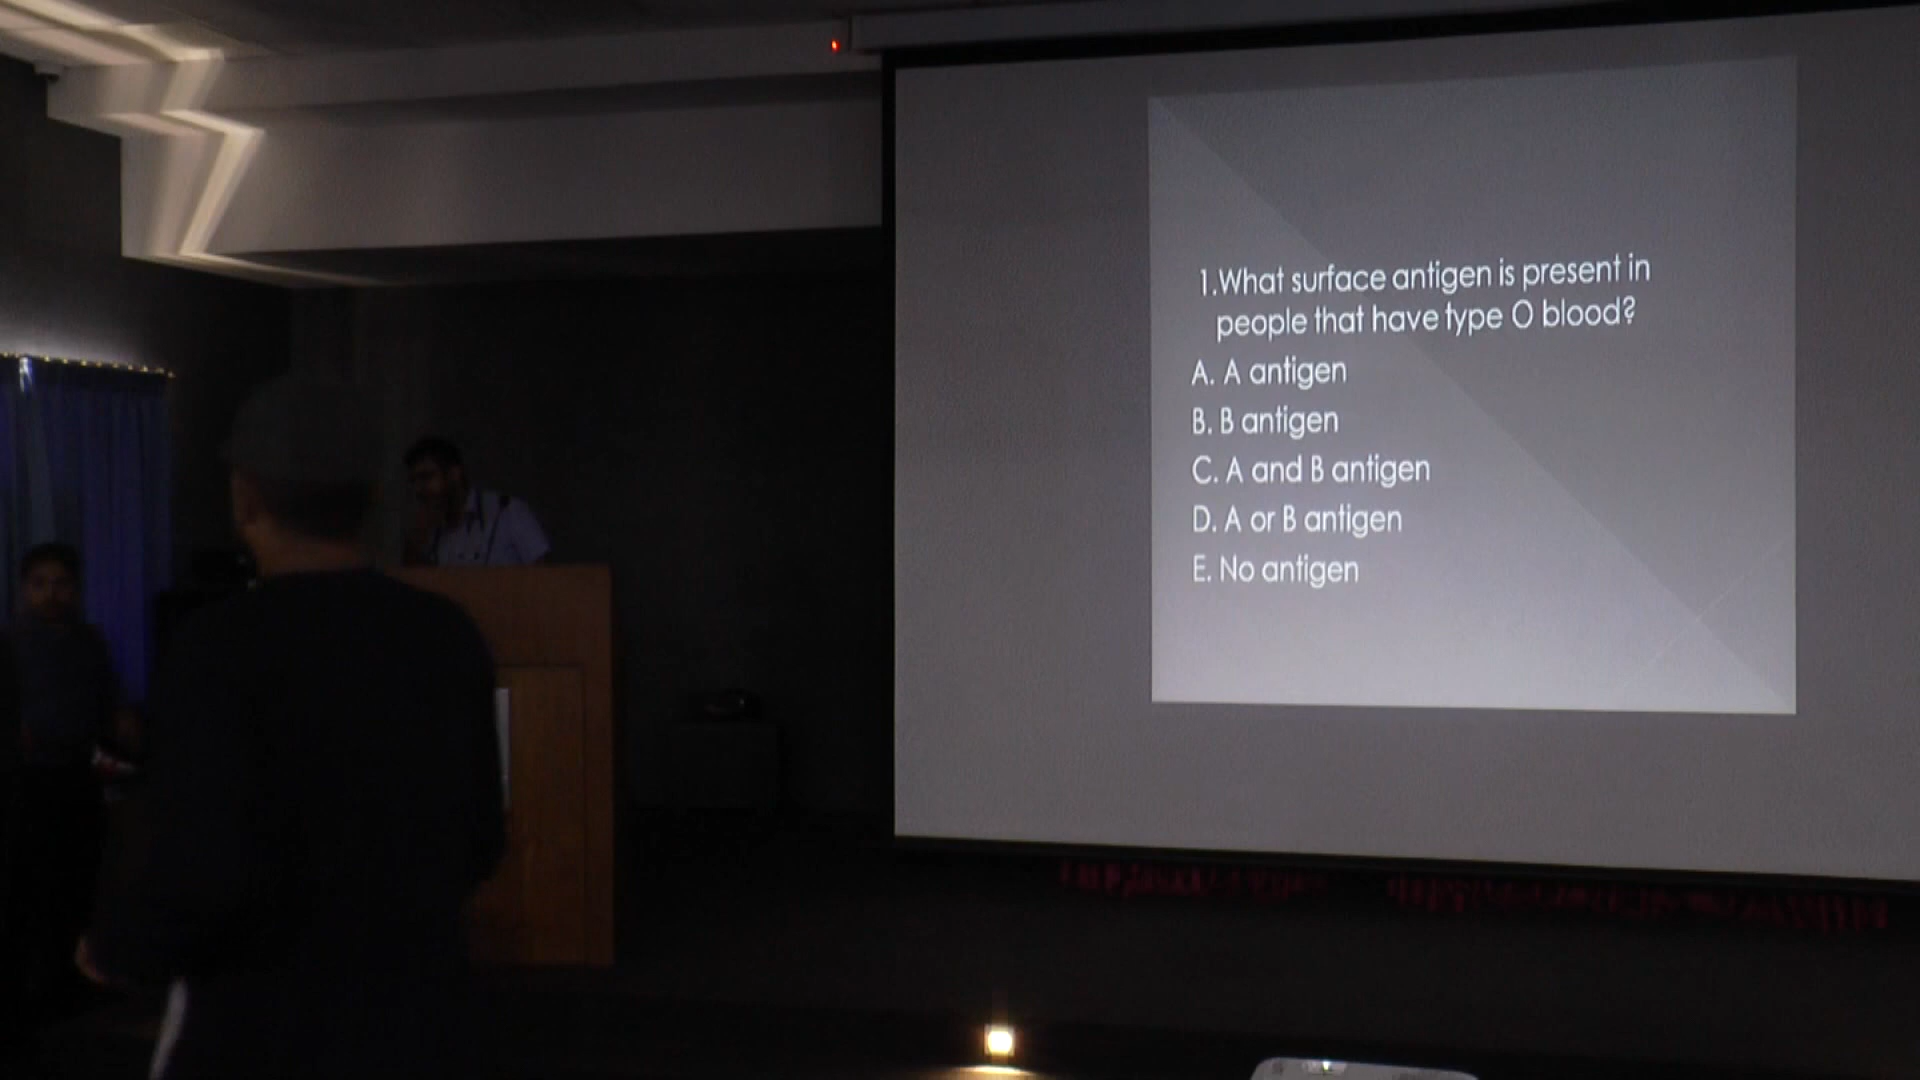 1.What surface antigen is present in
people that have type O blood?
A. A antigen
B. B antigen
C. A and B antigen
D. A or B antigen
E. No antigen